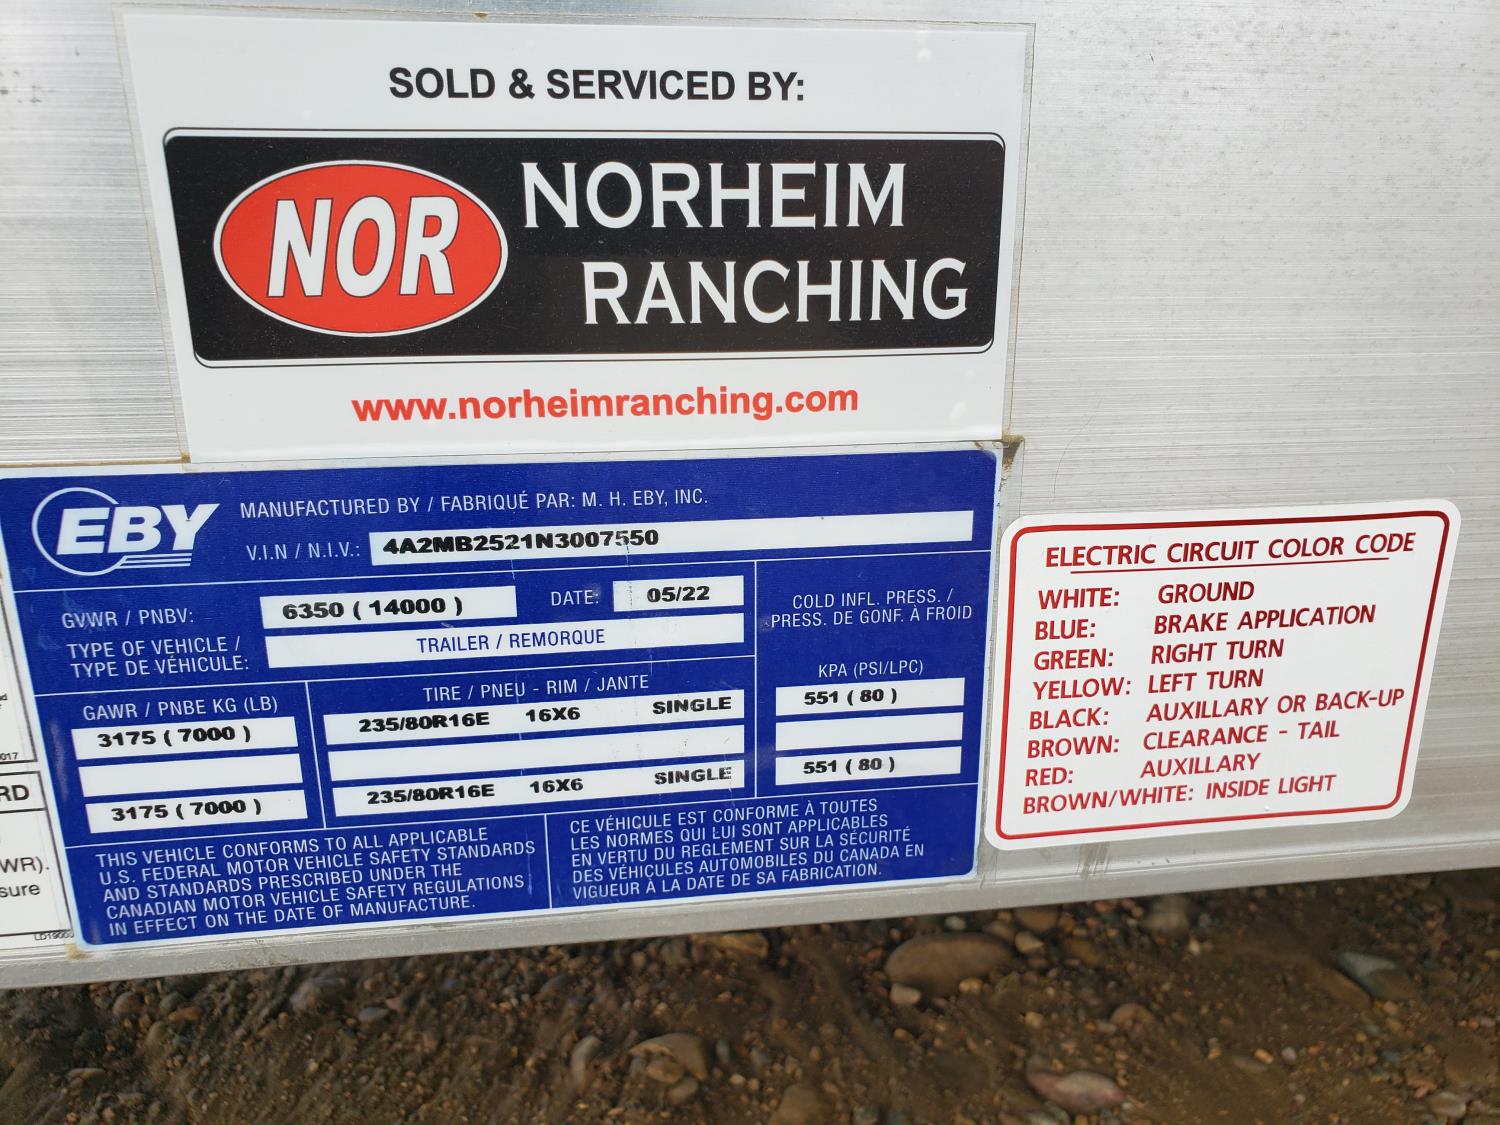 SOLD & SERVICED BY:
NOR
NORHEIM
RANCHING
www.norheimranching.com
EBY
MANUFACTURED BY / FABRIQUÉ PAR: M. H. EBY, INC.
V.I.N / N.I.V.: 4A2MB2521N3007550
GVWR / PNBV: 6350 ( 14000 ) DATE: 05/22
TYPE OF VEHICLE /
TYPE DE VÉHICULE: TRAILER / REMORQUE
COLD INFL. PRESS. /
PRESS. DE GONF. À FROID
GAWR / PNBE KG (LB) TIRE / PNEU - RIM / JANTE KPA (PSI/LPC)
3175 ( 7000 ) 235/80R16E 16X6 SINGLE 551 ( 80 )
3175 ( 7000 ) 235/80R16E 16X6 SINGLE 551 ( 80 )
THIS VEHICLE CONFORMS TO ALL APPLICABLE
U.S. FEDERAL MOTOR VEHICLE SAFETY STANDARDS
AND STANDARDS PRESCRIBED UNDER THE
CANADIAN MOTOR VEHICLE SAFETY REGULATIONS
IN EFFECT ON THE DATE OF MANUFACTURE.
CE VÉHICULE EST CONFORME À TOUTES
LES NORMES QUI LUI SONT APPLICABLES
EN VERTU DU RÈGLEMENT SUR LA SÉCURITÉ
DES VÉHICULES AUTOMOBILES DU CANADA EN
VIGUEUR À LA DATE DE SA FABRICATION.
ELECTRIC CIRCUIT COLOR CODE
WHITE: GROUND
BLUE: BRAKE APPLICATION
GREEN: RIGHT TURN
YELLOW: LEFT TURN
BLACK: AUXILLARY OR BACK-UP
BROWN: CLEARANCE - TAIL
RED: AUXILLARY
BROWN/WHITE: INSIDE LIGHT
017
RD
WR).
sure